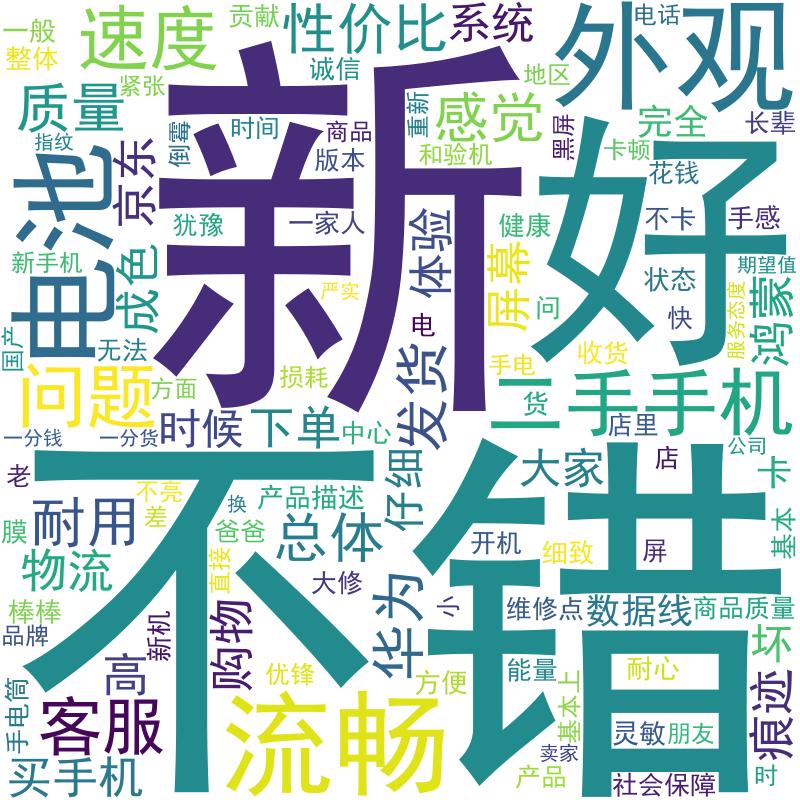 一般
贡献
电话
速度
性价比
系统
外观
整体
紧张
诚信
地区
质量
新
感觉
完全
好
长辈
指纹
倒霉
时间
商品
重新
黑屏
卡顿
京东
版本
和验机
花钱
电池
犹豫
一家人
体验
健康
不卡
手感
新手机
成色
严实
屏幕
状态
期望值
国产
无法
电
问
快
鸿蒙
服务态度
问题
方面
损耗
发货
手电
收货
二手手机
货
一分钱
一分货
时候
下单
中心
店里
公司
老
不错
仔细
大家
店
卡
不亮
换
产品描述
膜
耐用
差
爸爸
总体
开机
细致
屏
基本
物流
直接
大修
华为
小
维修点
数据线
商品质量
棒棒
品牌
新机
购物
坏
高
优锋
方便
能量
耐心
痕迹
手电筒
客服
流畅
基本上
灵敏
朋友
卖家
买手机
产品
社会保障
时